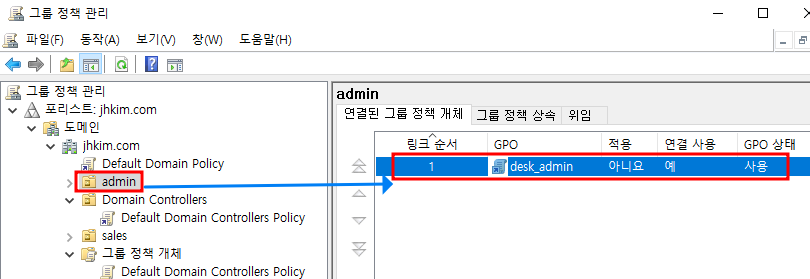 그룹 정책 관리
파일(F) 동작(A) 보기(V) 창(W) 도움말(H)
그룹 정책 관리
포리스트: jhkim.com
도메인
jhkim.com
Default Domain Policy
admin
Domain Controllers
Default Domain Controllers Policy
sales
그룹 정책 개체
Default Domain Controllers Policy
admin
연결된 그룹 정책 개체 그룹 정책 상속 위임
링크 순서 GPO 적용 연결 사용 GPO 상태
1 desk_admin 아니요 예 사용